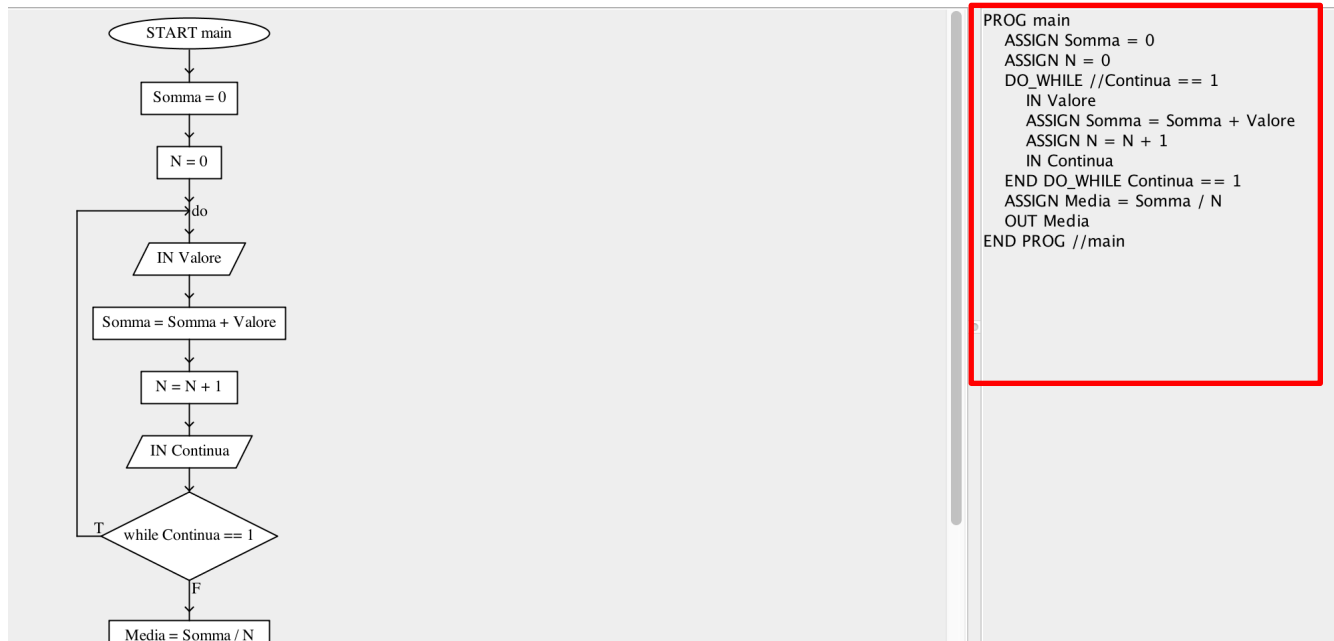 START main
Somma = 0
N = 0
do
IN Valore
Somma = Somma + Valore
N = N + 1
IN Continua
T
while Continua == 1
F
Media = Somma / N
PROG main
ASSIGN Somma = 0
ASSIGN N = 0
DO_WHILE //Continua == 1
IN Valore
ASSIGN Somma = Somma + Valore
ASSIGN N = N + 1
IN Continua
END DO_WHILE Continua == 1
ASSIGN Media = Somma / N
OUT Media
END PROG //main